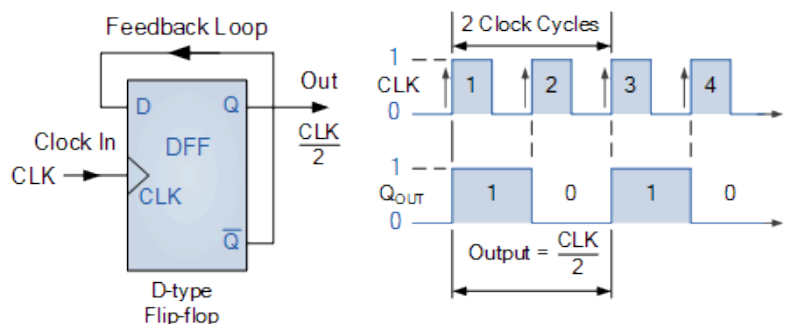 Feedback Loop
D
Q
Out
CLK
2
Clock In
CLK
DFF
CLK
Q̅
D-type
Flip-flop
2 Clock Cycles
1
CLK
0
1
2
3
4
1
QOUT
0
1
0
1
0
Output = CLK
2